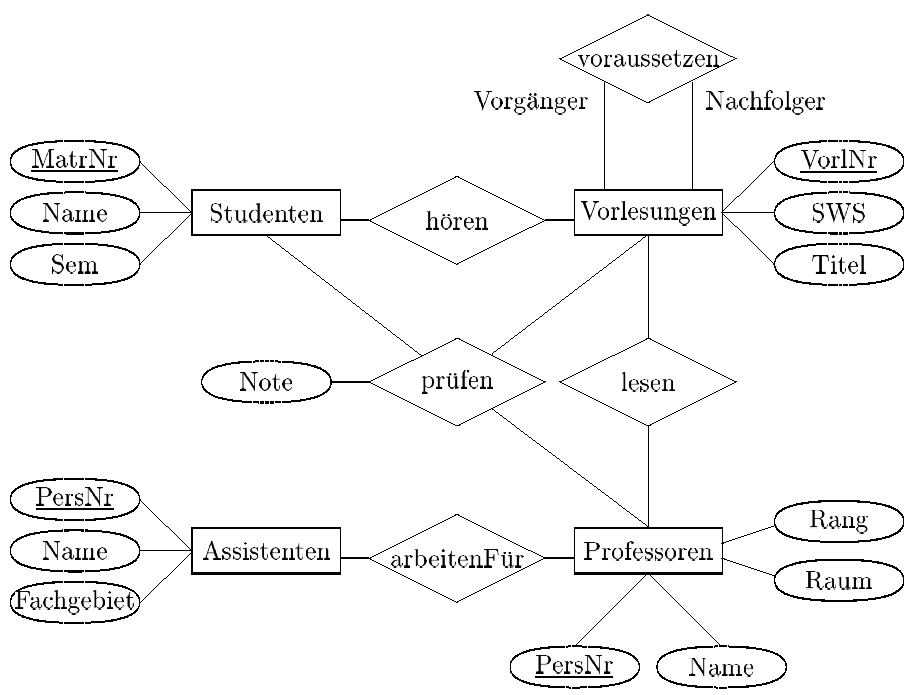 voraussetzen
Vorgänger
Nachfolger
MatrNr
Name
Sem
Studenten
hören
Vorlesungen
VorlNr
SWS
Titel
Note
prüfen
lesen
PersNr
Name
Fachgebiet
Assistenten
arbeitenFür
Professoren
Rang
Raum
PersNr
Name